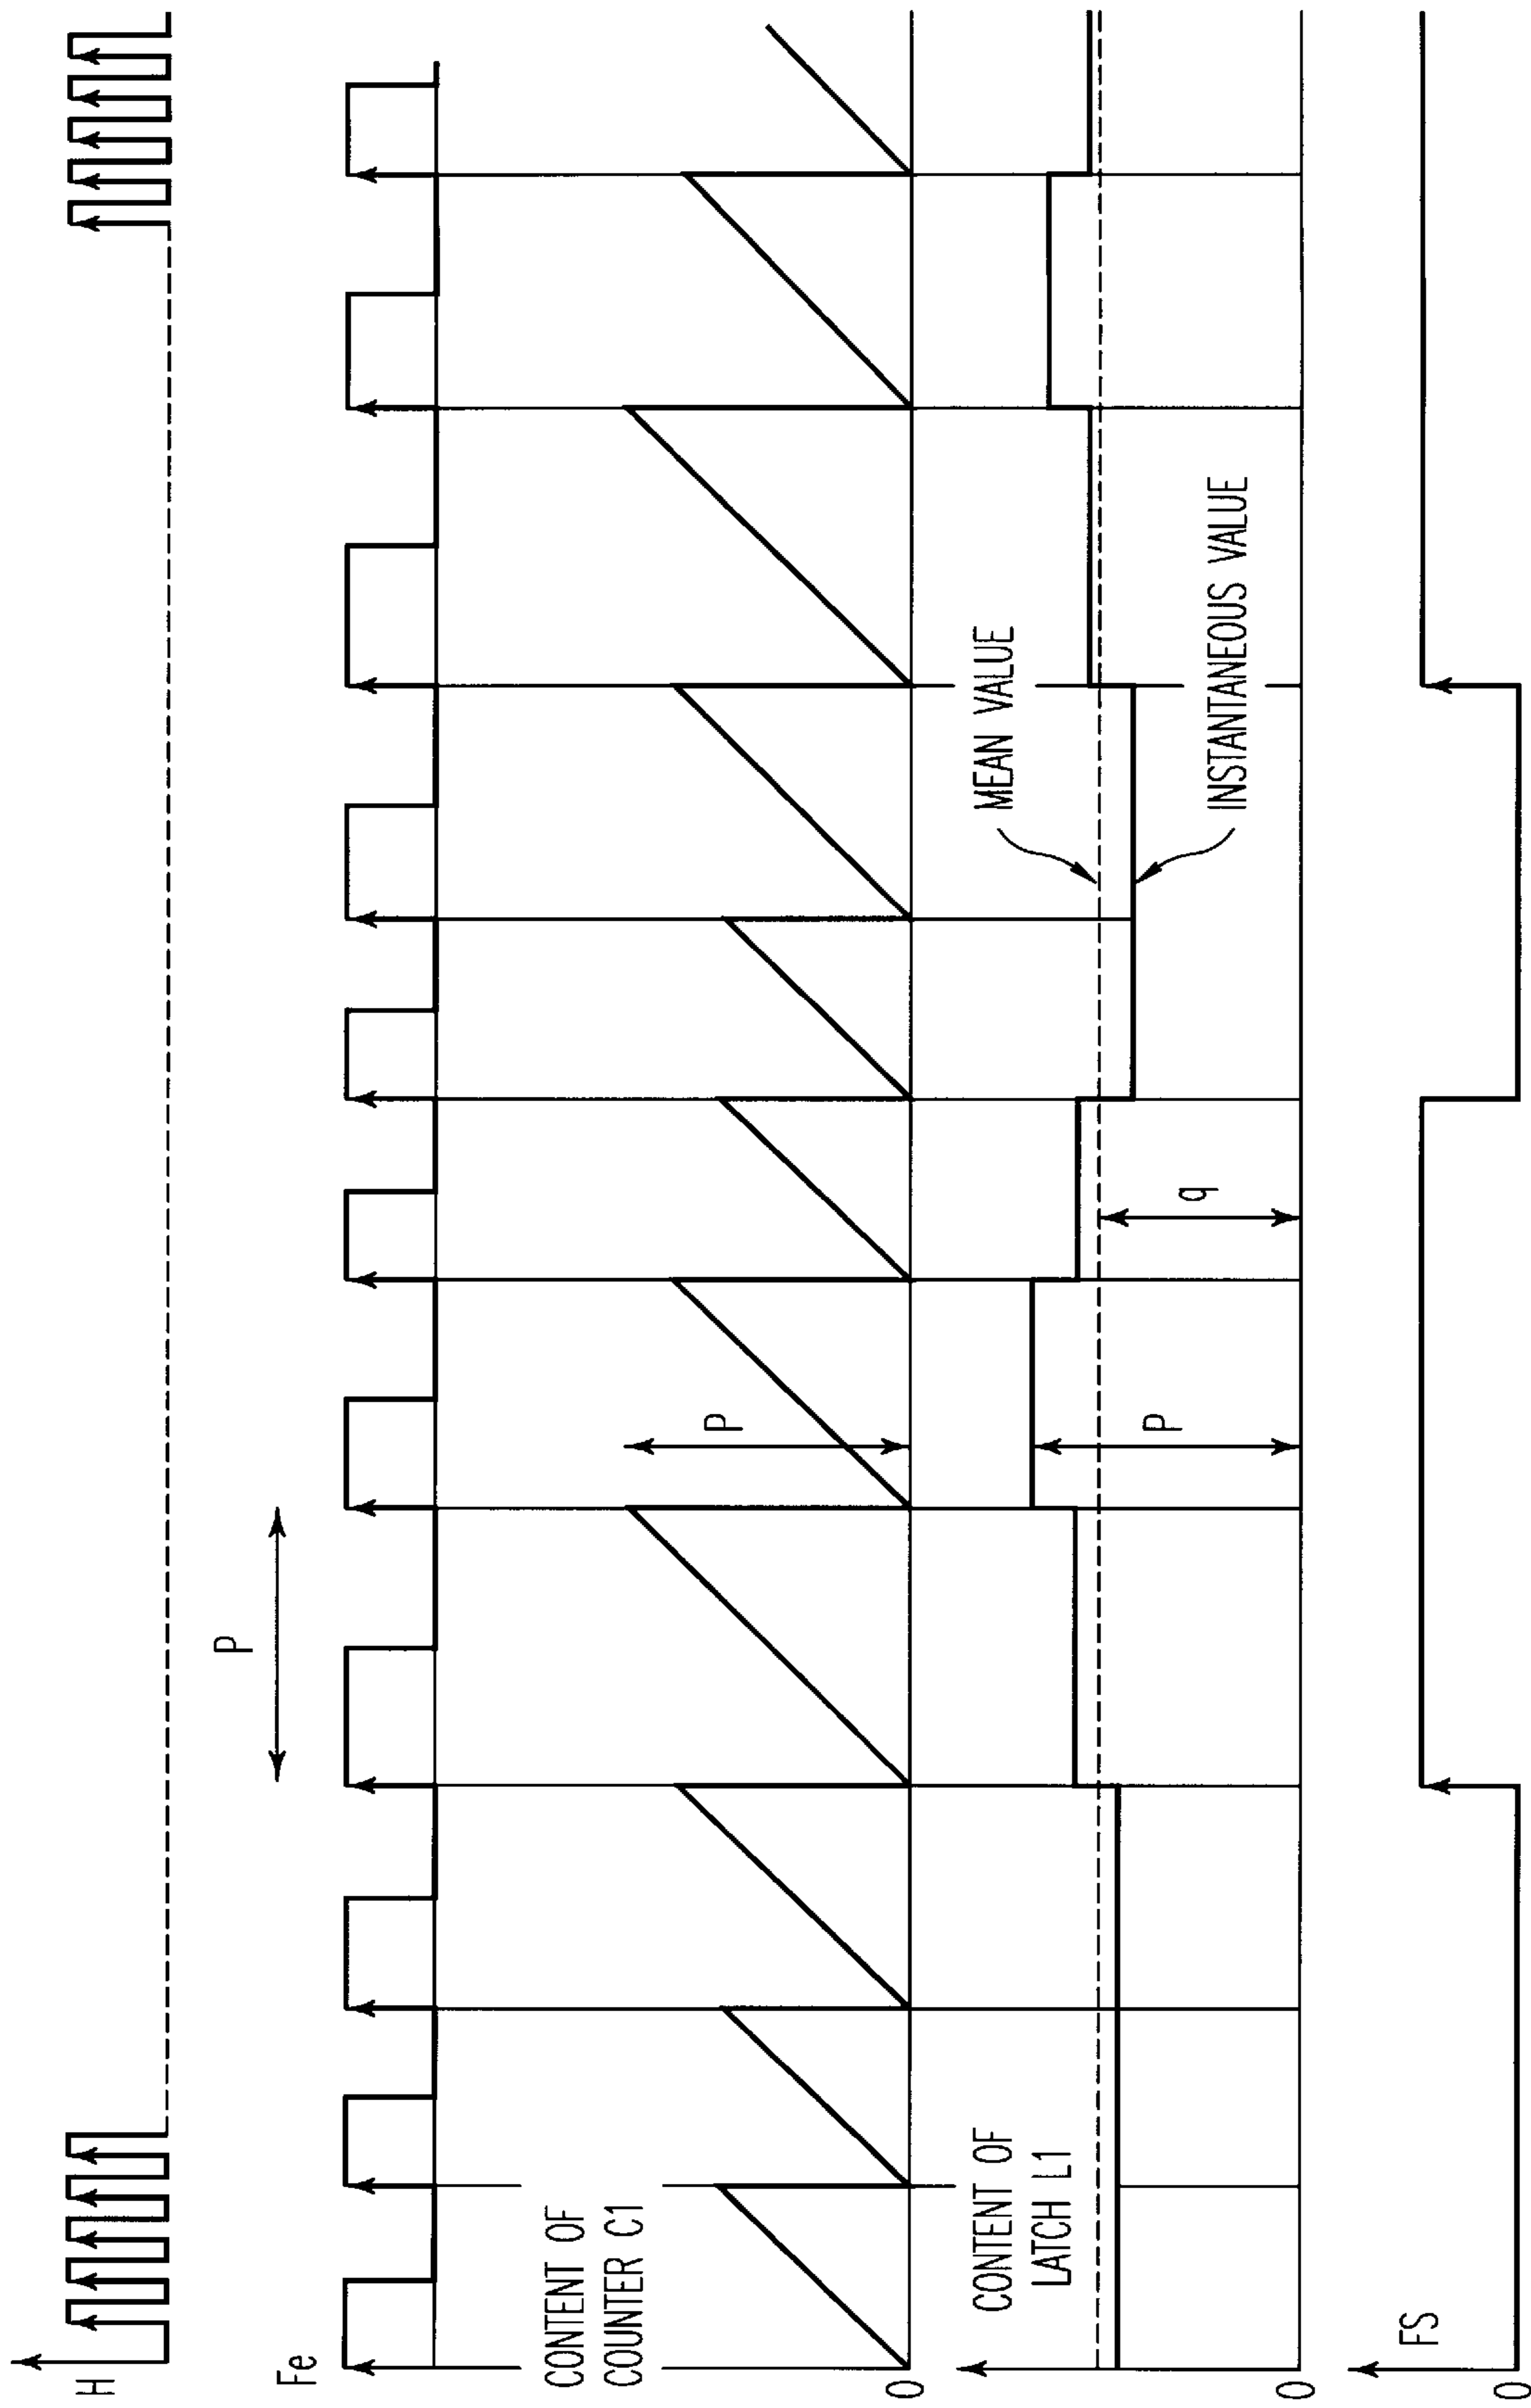 H
P
Fe
CONTENT OF
COUNTER C1
P
0
CONTENT OF
LATCH L1
MEAN VALUE
INSTANTANEOUS VALUE
P
q
0
FS
0